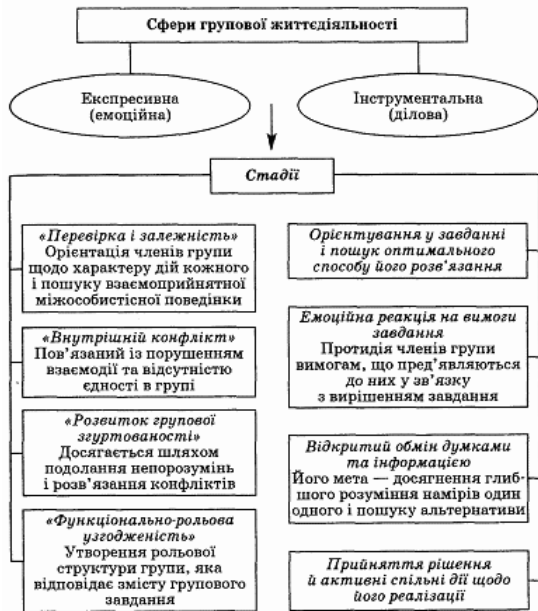 Сфери групової життєдіяльності
Експресивна
(емоційна)
Інструментальна
(ділова)
Стадії
«Перевірка і залежність»
Орієнтація членів групи
щодо характеру дій кожного
і пошуку взаємоприйнятної
міжособистісної поведінки
«Внутрішній конфлікт»
Пов’язаний із порушенням
взаємодії та відсутністю
єдності в групі
«Розвиток групової
згуртованості»
Досягається шляхом
подолання непорозумінь
і розв’язання конфліктів
«Функціонально-рольова
узгодженість»
Утворення рольової
структури групи, яка
відповідає змісту групового
завдання
Орієнтування у завданні
і пошук оптимального
способу його розв’язання
Емоційна реакція на вимоги
завдання
Протидія членів групи
вимогам, що пред’являються
до них у зв’язку
з вирішенням завдання
Відкритий обмін думками
та інформацією
Його мета — досягнення глиб-
шого розуміння намірів один
одного і пошуку альтернативи
Прийняття рішення
й активні спільні дії щодо
його реалізації